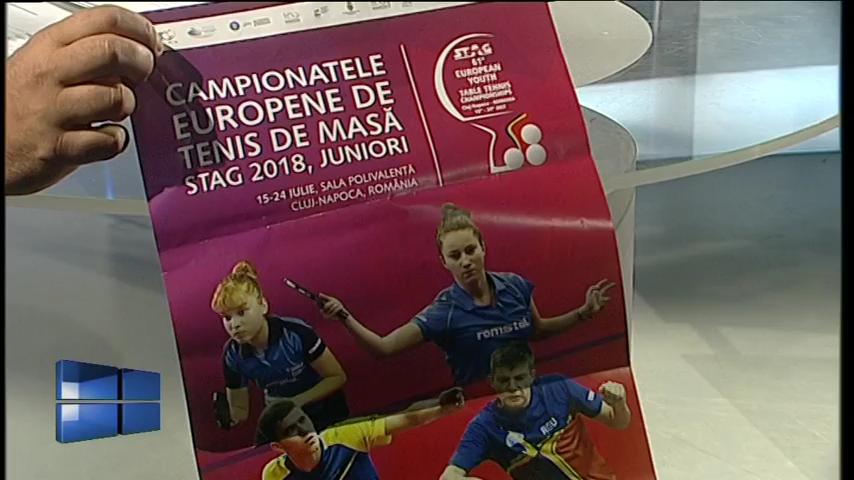 CAMPIONATELE
EUROPENE DE
TENIS DE MASĂ
STAG 2018, JUNIORI
15-24 IULIE, SALA POLIVALENTĂ
CLUJ-NAPOCA, ROMÂNIA
STAG
61st
EUROPEAN
YOUTH
TABLE TENNIS
CHAMPIONSHIPS
romstal